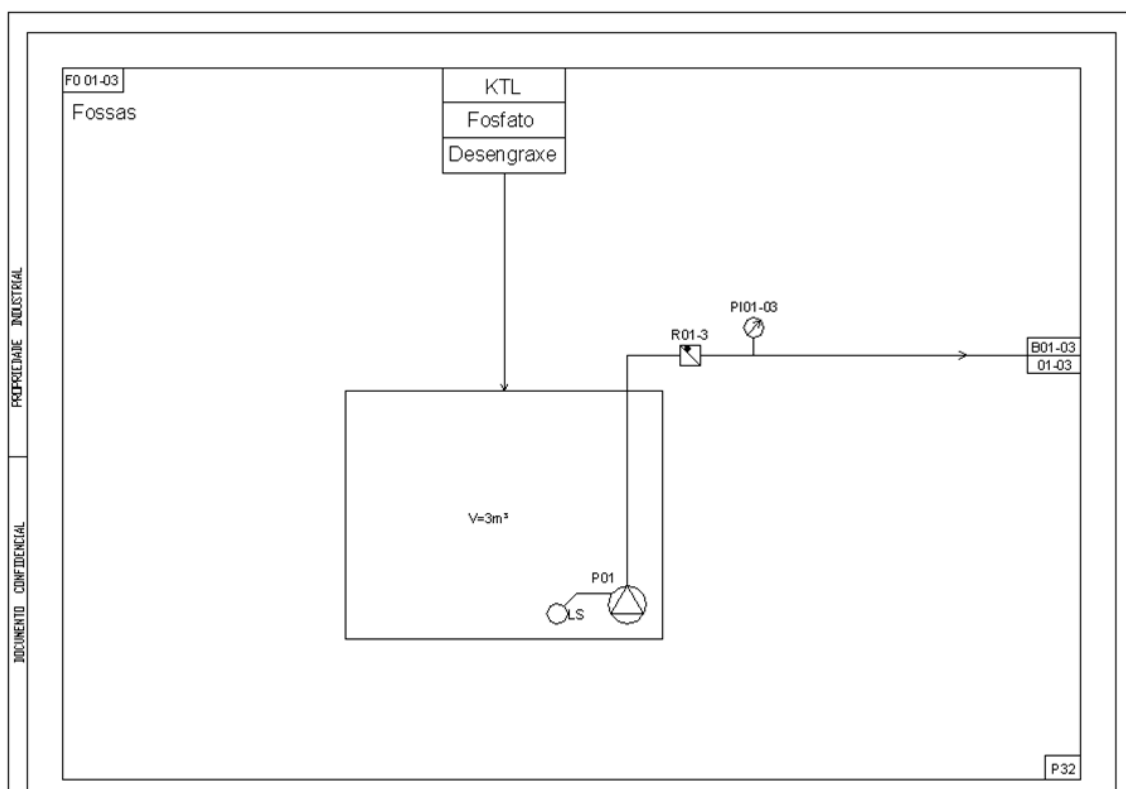 F0 01-03
Fossas
KTL
Fosfato
Desengraxe
PI01-03
R01-3
B01-03
01-03
V=3m³
P01
LS
P32
PROPRIEDADE INDUSTRIAL
DOCUMENTO CONFIDENCIAL